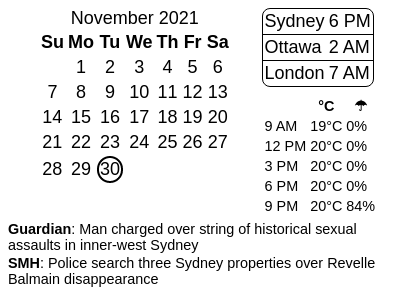 November 2021
Su Mo Tu We Th Fr Sa
1 2 3 4 5 6
7 8 9 10 11 12 13
14 15 16 17 18 19 20
21 22 23 24 25 26 27
28 29 30
Sydney 6 PM
Ottawa 2 AM
London 7 AM
°C ☂
9 AM 19°C 0%
12 PM 20°C 0%
3 PM 20°C 0%
6 PM 20°C 0%
9 PM 20°C 84%
Guardian: Man charged over string of historical sexual
assaults in inner-west Sydney
SMH: Police search three Sydney properties over Revelle
Balmain disappearance